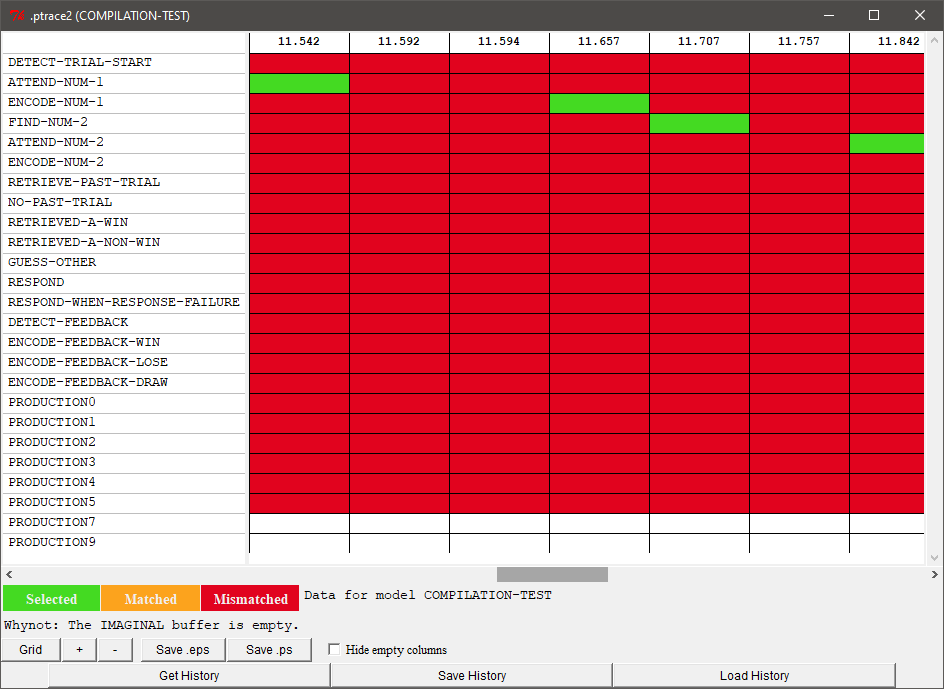 .ptrace2 (COMPILATION-TEST)
11.542 11.592 11.594 11.657 11.707 11.757 11.842
DETECT-TRIAL-START
ATTEND-NUM-1
ENCODE-NUM-1
FIND-NUM-2
ATTEND-NUM-2
ENCODE-NUM-2
RETRIEVE-PAST-TRIAL
NO-PAST-TRIAL
RETRIEVED-A-WIN
RETRIEVED-A-NON-WIN
GUESS-OTHER
RESPOND
RESPOND-WHEN-RESPONSE-FAILURE
DETECT-FEEDBACK
ENCODE-FEEDBACK-WIN
ENCODE-FEEDBACK-LOSE
ENCODE-FEEDBACK-DRAW
PRODUCTION0
PRODUCTION1
PRODUCTION2
PRODUCTION3
PRODUCTION4
PRODUCTION5
PRODUCTION7
PRODUCTION9
Selected Matched Mismatched Data for model COMPILATION-TEST
Whynot: The IMAGINAL buffer is empty.
Grid + - Save .eps Save .ps Hide empty columns
Get History Save History Load History